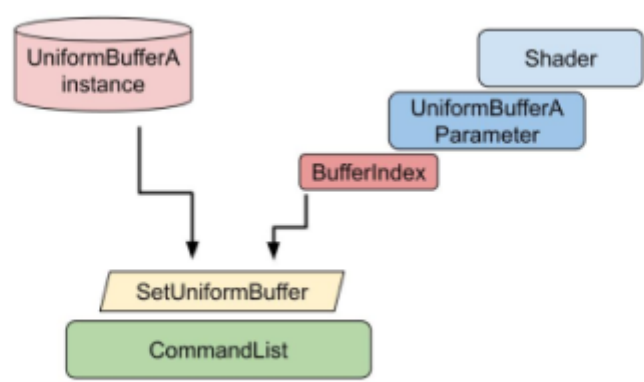 UniformBufferA
instance
Shader
UniformBufferA
Parameter
BufferIndex
SetUniformBuffer
CommandList